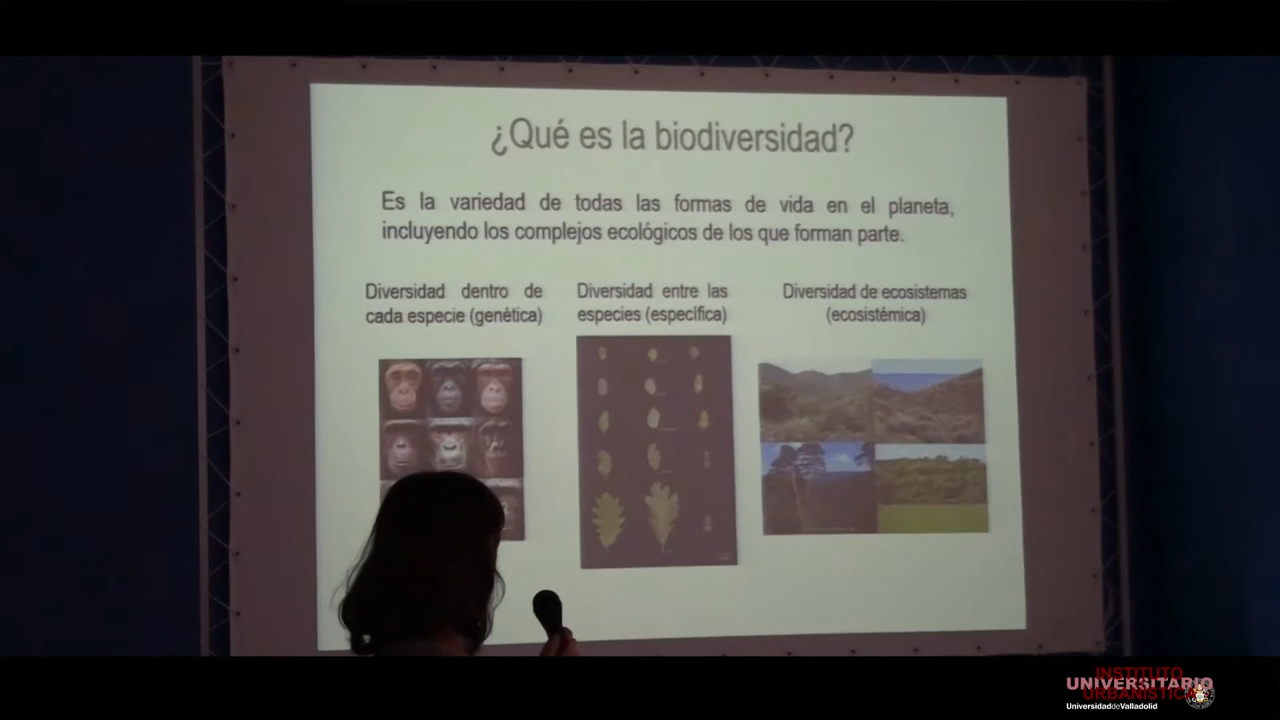 ¿Qué es la biodiversidad?
Es la variedad de todas las formas de vida en el planeta,
incluyendo los complejos ecológicos de los que forman parte.
Diversidad dentro de
cada especie (genética)
Diversidad entre las
especies (específica)
Diversidad de ecosistemas
(ecosistémica)
INSTITUTO
UNIVERSITARIO
URBANÍSTICA
UniversidaddeValladolid